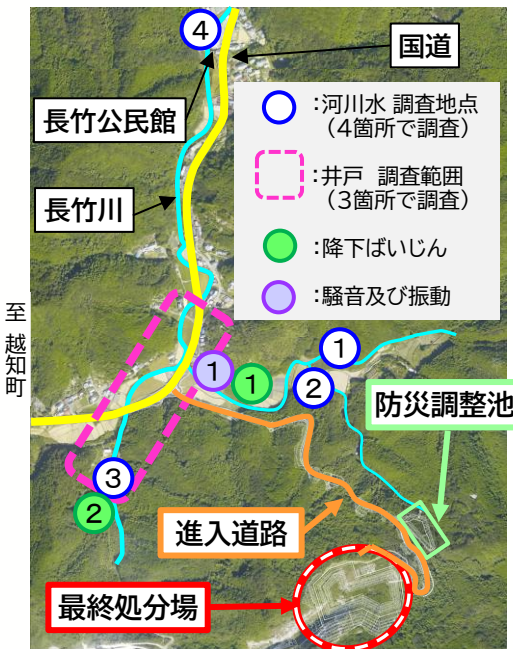 ④
国道
長竹公民館
長竹川
:河川水 調査地点
(4箇所で調査)
:井戸 調査範囲
(3箇所で調査)
:降下ばいじん
:騒音及び振動
至 越知町
①
①
①
②
防災調整池
③
②
進入道路
最終処分場